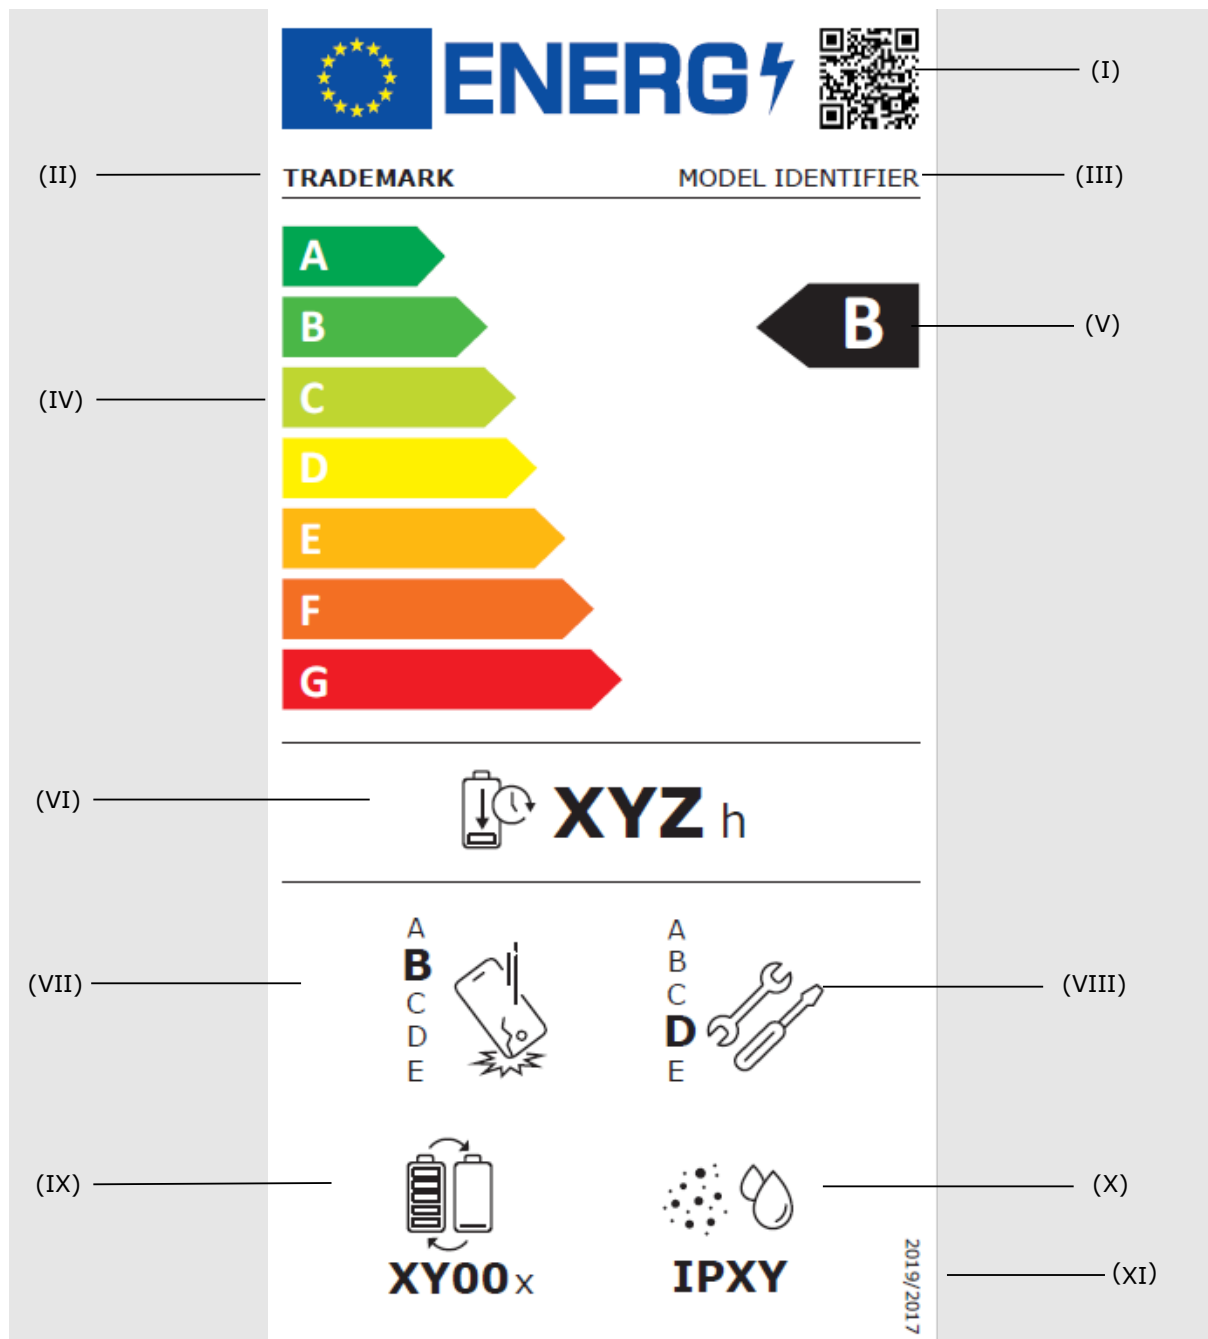 ENERG
(I)
(II)
TRADEMARK
MODEL IDENTIFIER
(III)
A
B
B
(V)
(IV)
C
D
E
F
G
(VI)
XYZ h
A
B
C
D
E
(VII)
A
B
C
D
E
(VIII)
(IX)
XY00x
(X)
IPXY
2019/2017
(XI)